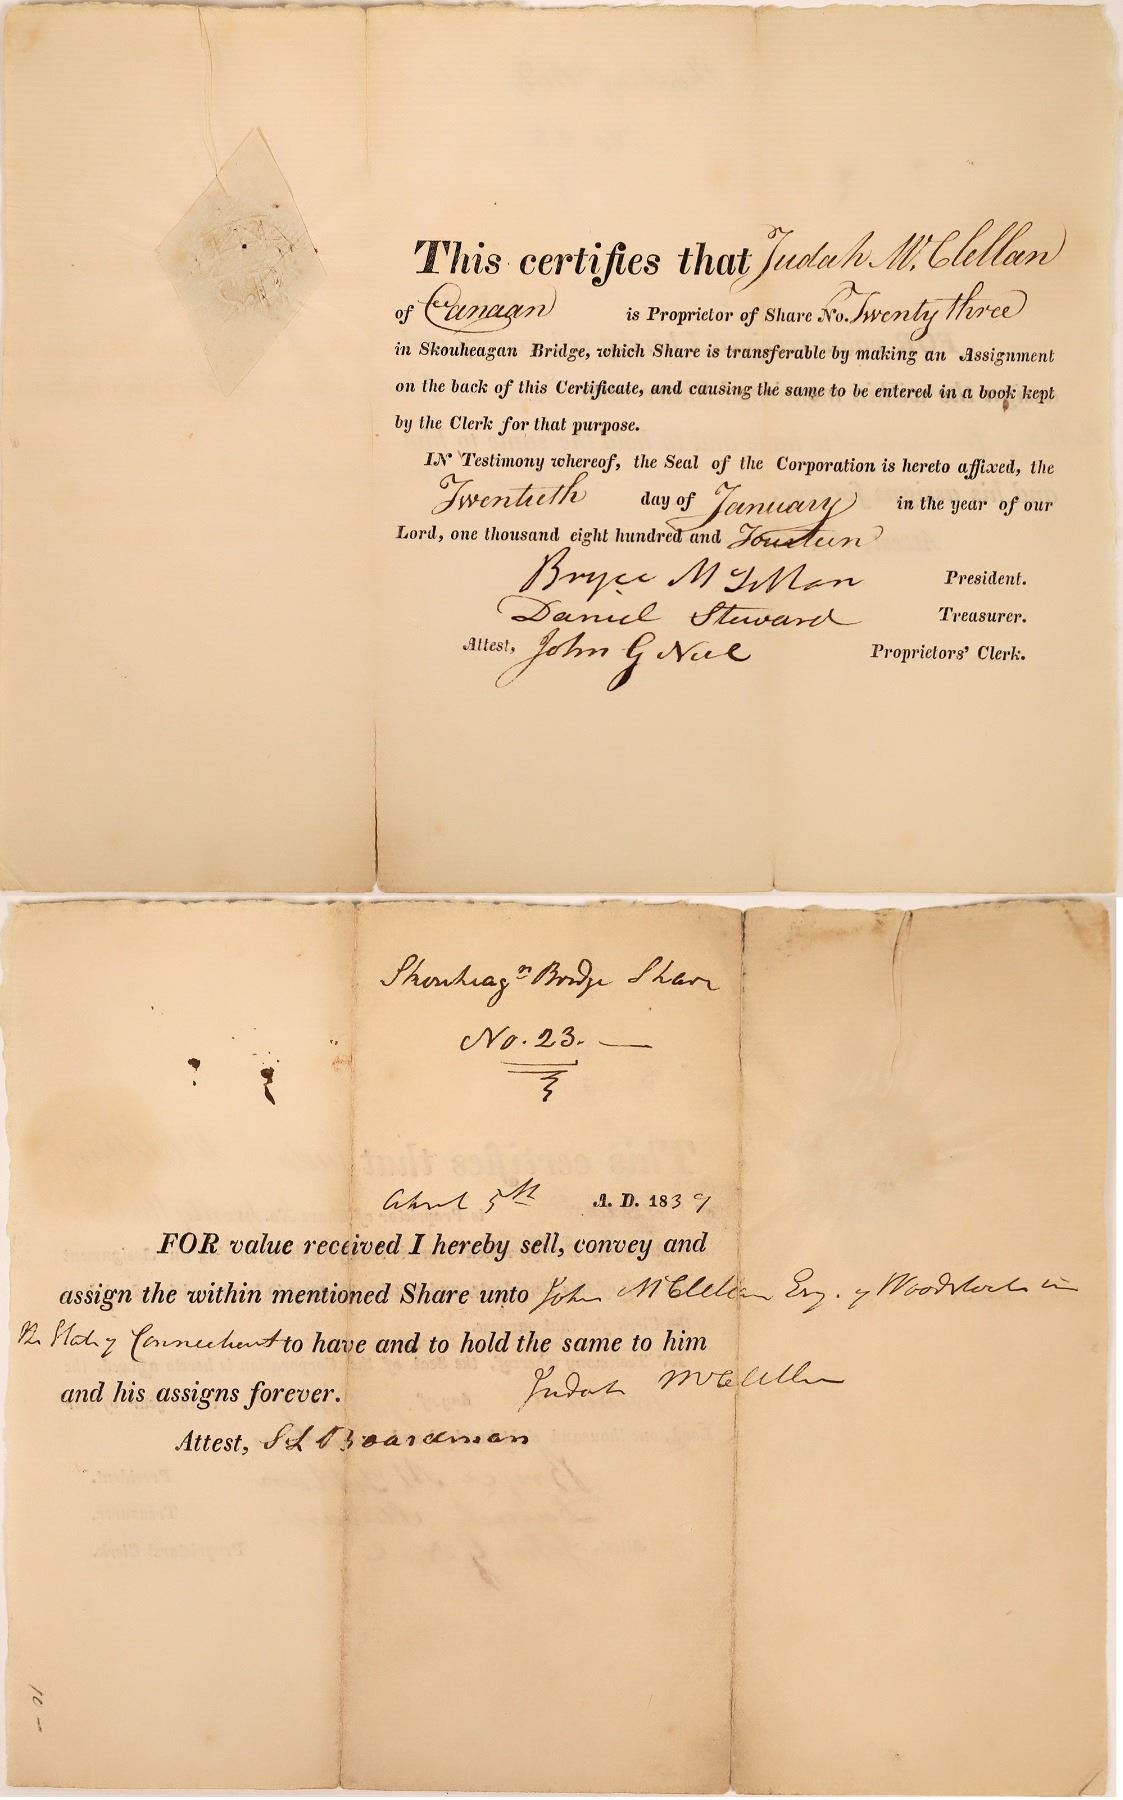 This certifies that Judah McClellan
of Canaan is Proprietor of Share No. Twenty three
in Skouheagan Bridge, which Share is transferable by making an Assignment
on the back of this Certificate, and causing the same to be entered in a book kept
by the Clerk for that purpose.
IN Testimony whereof, the Seal of the Corporation is hereto affixed, the
Twentieth day of January in the year of our
Lord, one thousand eight hundred and Fourteen
Bryce McLellan President.
Daniel Steward Treasurer.
Attest, John G Neil Proprietors' Clerk.
Skouheagn Bridge Share
No. 23.
April 5th A. D. 1839
FOR value received I hereby sell, convey and
assign the within mentioned Share unto John McClellan Esq. of Woodstock in
the State of Connecticut to have and to hold the same to him
and his assigns forever. Judah McClellan
Attest, S L Boardman
10 –